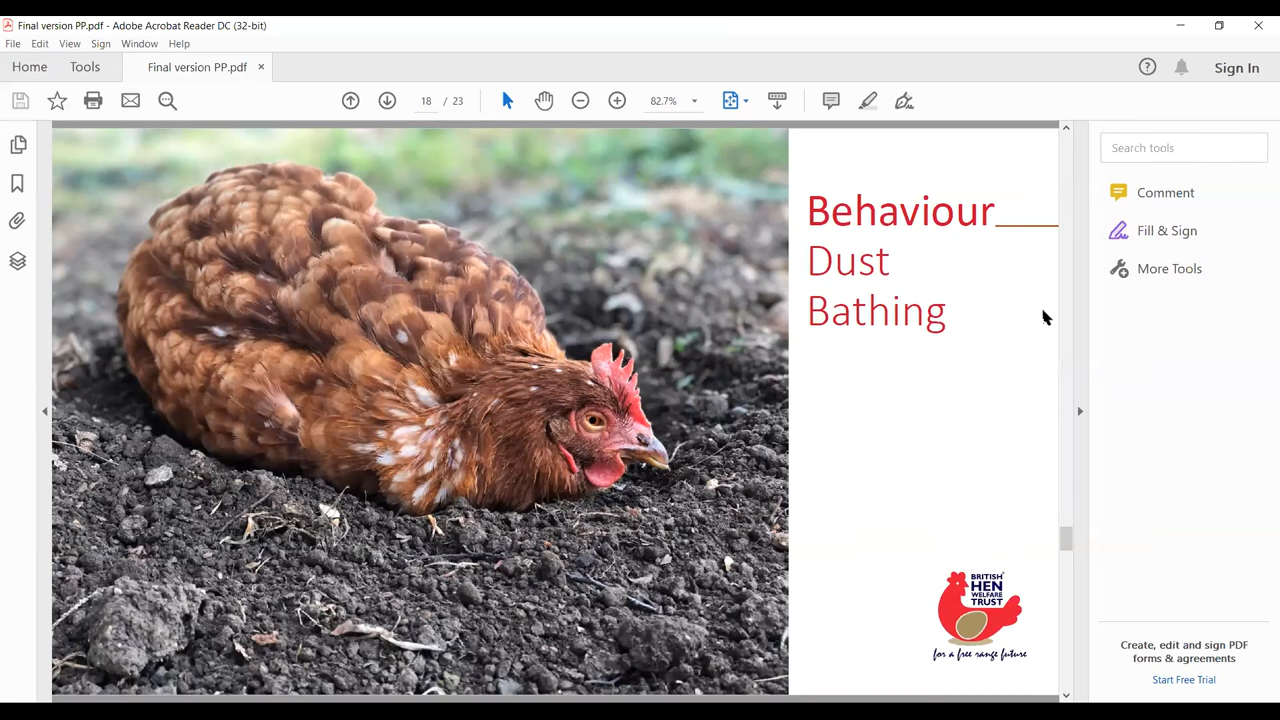 Final version PP.pdf - Adobe Acrobat Reader DC (32-bit)
File Edit View Sign Window Help
Home Tools Final version PP.pdf × Sign In
18 / 23 82.7%
Search tools
Comment
Fill & Sign
More Tools
Behaviour
Dust
Bathing
BRITISH
HEN
WELFARE
TRUST
for a free range future
Create, edit and sign PDF
forms & agreements
Start Free Trial